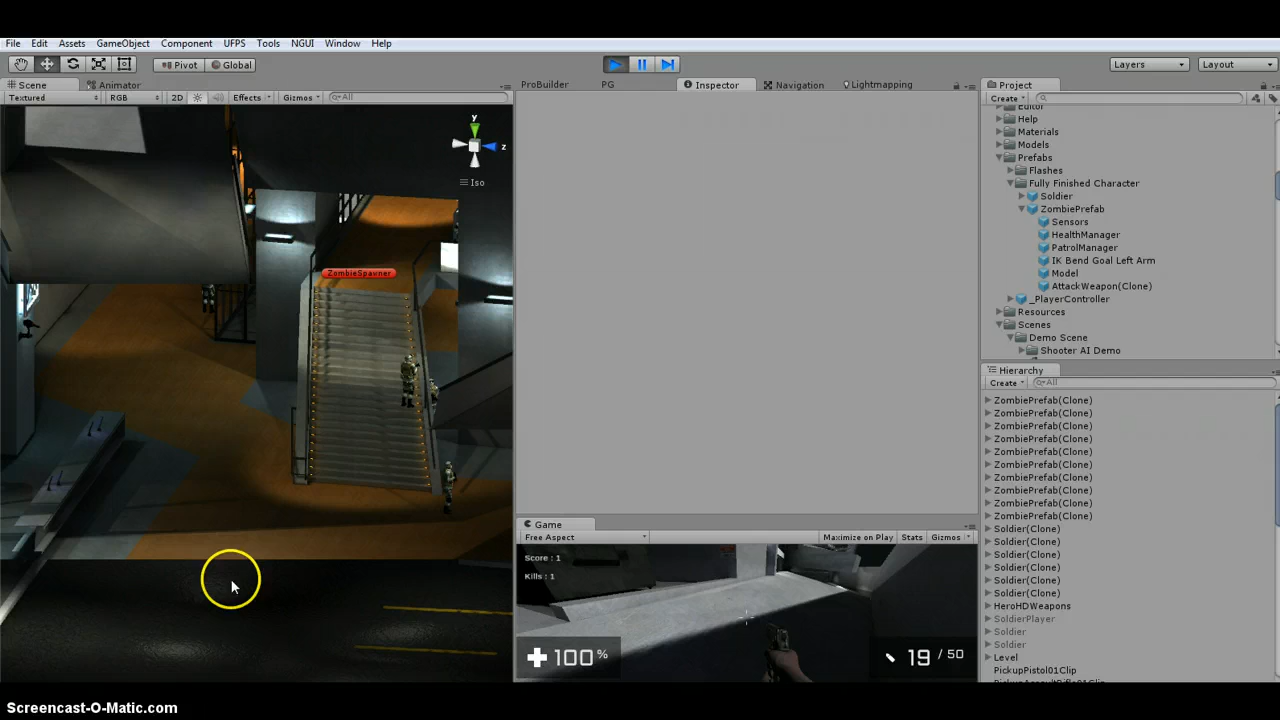 File Edit Assets GameObject Component UFPS Tools NGUI Window Help
Pivot Global Layers Layout
Scene Animator ProBuilder PG Inspector Navigation Lightmapping Project
Textured RGB 2D Effects Gizmos All Create
Editor
Help
Materials
Models
Prefabs
Flashes
Fully Finished Character
Soldier
ZombiePrefab
Sensors
HealthManager
PatrolManager
IK Bend Goal Left Arm
Model
AttackWeapon(Clone)
_PlayerController
Resources
Scenes
Demo Scene
Shooter AI Demo
y
z
Iso
ZombieSpawner
Hierarchy
Create All
ZombiePrefab(Clone)
ZombiePrefab(Clone)
ZombiePrefab(Clone)
ZombiePrefab(Clone)
ZombiePrefab(Clone)
ZombiePrefab(Clone)
ZombiePrefab(Clone)
ZombiePrefab(Clone)
ZombiePrefab(Clone)
ZombiePrefab(Clone)
Soldier(Clone)
Soldier(Clone)
Soldier(Clone)
Soldier(Clone)
Soldier(Clone)
Soldier(Clone)
HeroHDWeapons
SoldierPlayer
Soldier
Soldier
Level
PickupPistol01Clip
PickupAssaultRifle01Clip
Game
Free Aspect Maximize on Play Stats Gizmos
Score : 1
Kills : 1
100% 19 / 50
Screencast-O-Matic.com